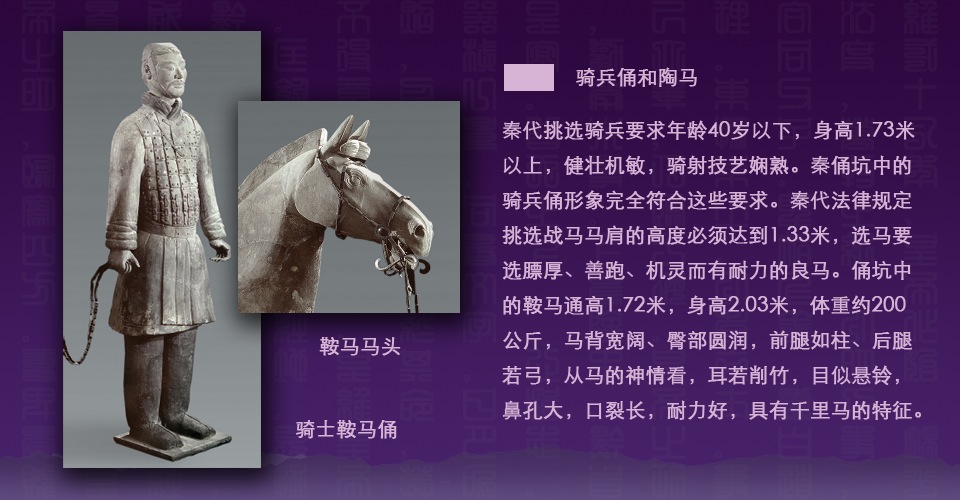 骑兵俑和陶马
秦代挑选骑兵要求年龄40岁以下，身高1.73米
以上，健壮机敏，骑射技艺娴熟。秦俑坑中的
骑兵俑形象完全符合这些要求。秦代法律规定
挑选战马马肩的高度必须达到1.33米，选马要
选膘厚、善跑、机灵而有耐力的良马。俑坑中
的鞍马通高1.72米，身高2.03米，体重约200
公斤，马背宽阔、臀部圆润，前腿如柱、后腿
若弓，从马的神情看，耳若削竹，目似悬铃，
鼻孔大，口裂长，耐力好，具有千里马的特征。
鞍马马头
骑士鞍马俑